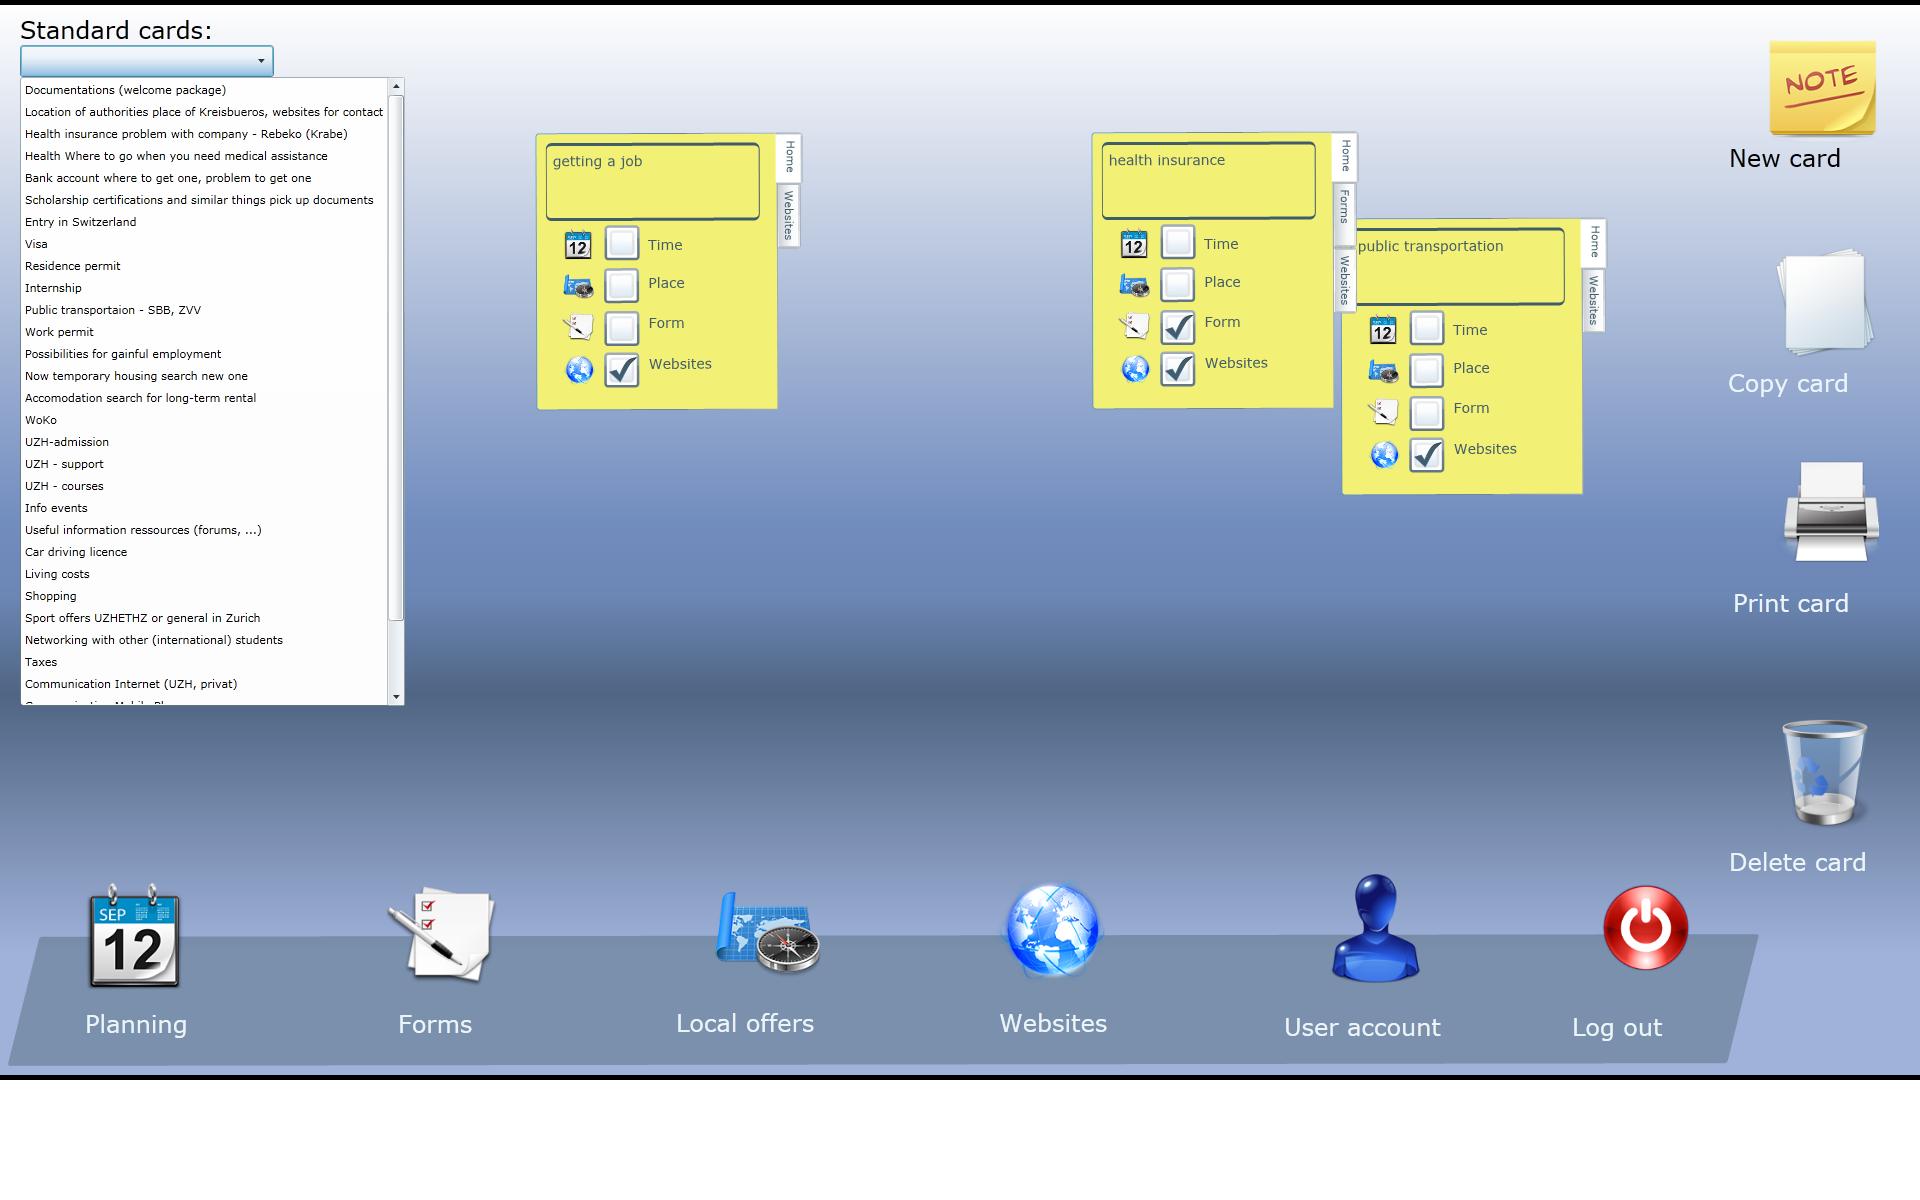 Standard cards:
Documentations (welcome package)
Location of authorities place of Kreisbueros, websites for contact
Health insurance problem with company - Rebeko (Krabe)
Health Where to go when you need medical assistance
Bank account where to get one, problem to get one
Scholarship certifications and similar things pick up documents
Entry in Switzerland
Visa
Residence permit
Internship
Public transportaion - SBB, ZVV
Work permit
Possibilities for gainful employment
Now temporary housing search new one
Accomodation search for long-term rental
WoKo
UZH-admission
UZH - support
UZH - courses
Info events
Useful information ressources (forums, ...)
Car driving licence
Living costs
Shopping
Sport offers UZHETHZ or general in Zurich
Networking with other (international) students
Taxes
Communication Internet (UZH, privat)
getting a job
Home
Websites
12
Time
Place
Form
Websites
health insurance
Home
Forms
Websites
12
Time
Place
Form
Websites
public transportation
Home
Websites
12
Time
Place
Form
Websites
NOTE
New card
Copy card
Print card
Delete card
SEP
12
Planning
Forms
Local offers
Websites
User account
Log out